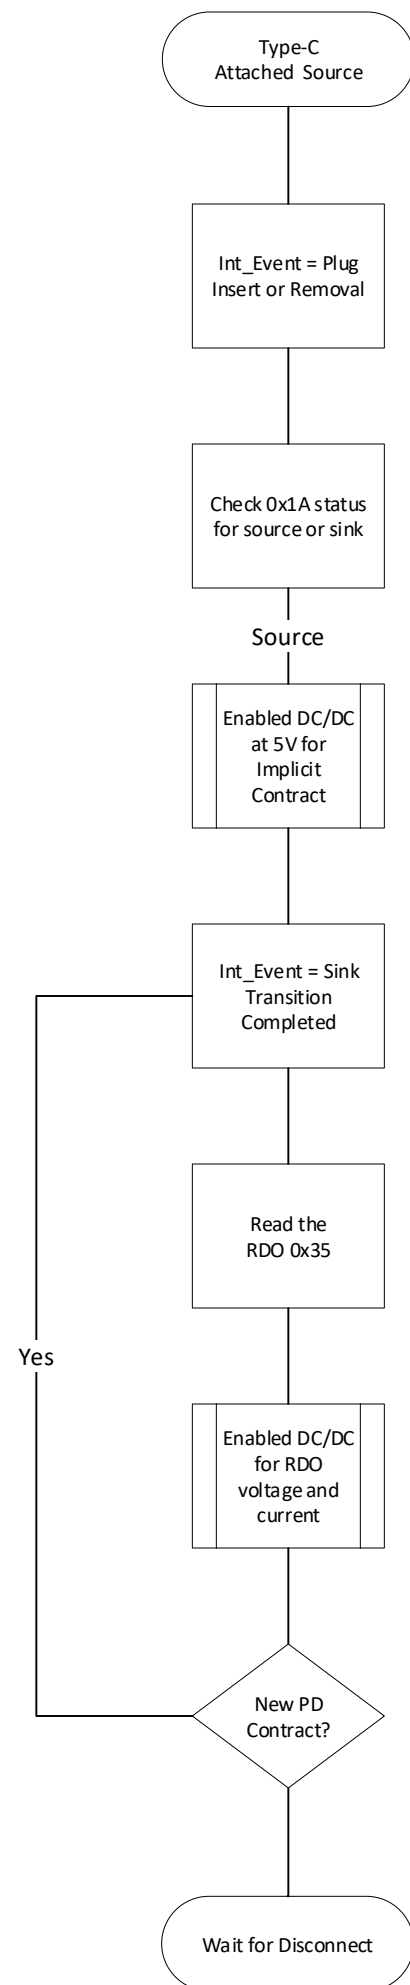 Type-C
Attached Source
Int_Event = Plug
Insert or Removal
Check 0x1A status
for source or sink
Source
Enabled DC/DC
at 5V for
Implicit
Contract
Int_Event = Sink
Transition
Completed
Read the
RDO 0x35
Yes
Enabled DC/DC
for RDO
voltage and
current
New PD
Contract?
Wait for Disconnect